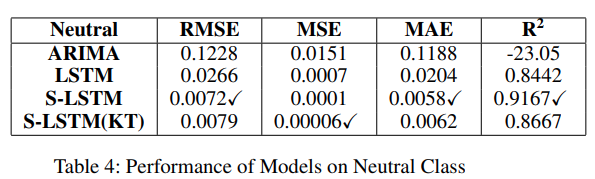 Neutral RMSE MSE MAE R²
ARIMA 0.1228 0.0151 0.1188 -23.05
LSTM 0.0266 0.0007 0.0204 0.8442
S-LSTM 0.0072✓ 0.0001 0.0058✓ 0.9167✓
S-LSTM(KT) 0.0079 0.00006✓ 0.0062 0.8667
Table 4: Performance of Models on Neutral Class